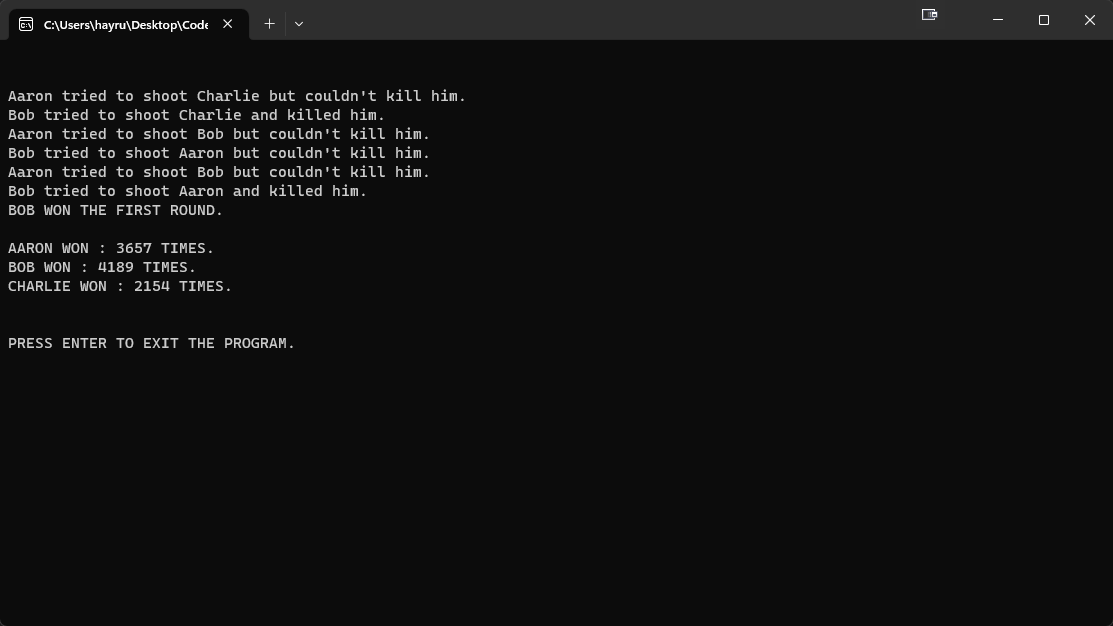 C:\Users\hayru\Desktop\Code
Aaron tried to shoot Charlie but couldn't kill him.
Bob tried to shoot Charlie and killed him.
Aaron tried to shoot Bob but couldn't kill him.
Bob tried to shoot Aaron but couldn't kill him.
Aaron tried to shoot Bob but couldn't kill him.
Bob tried to shoot Aaron and killed him.
BOB WON THE FIRST ROUND.
AARON WON : 3657 TIMES.
BOB WON : 4189 TIMES.
CHARLIE WON : 2154 TIMES.
PRESS ENTER TO EXIT THE PROGRAM.